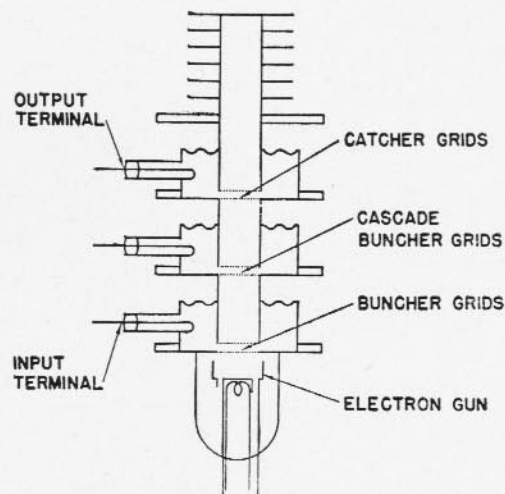 OUTPUT
TERMINAL
CATCHER GRIDS
CASCADE
BUNCHER GRIDS
BUNCHER GRIDS
INPUT
TERMINAL
ELECTRON GUN